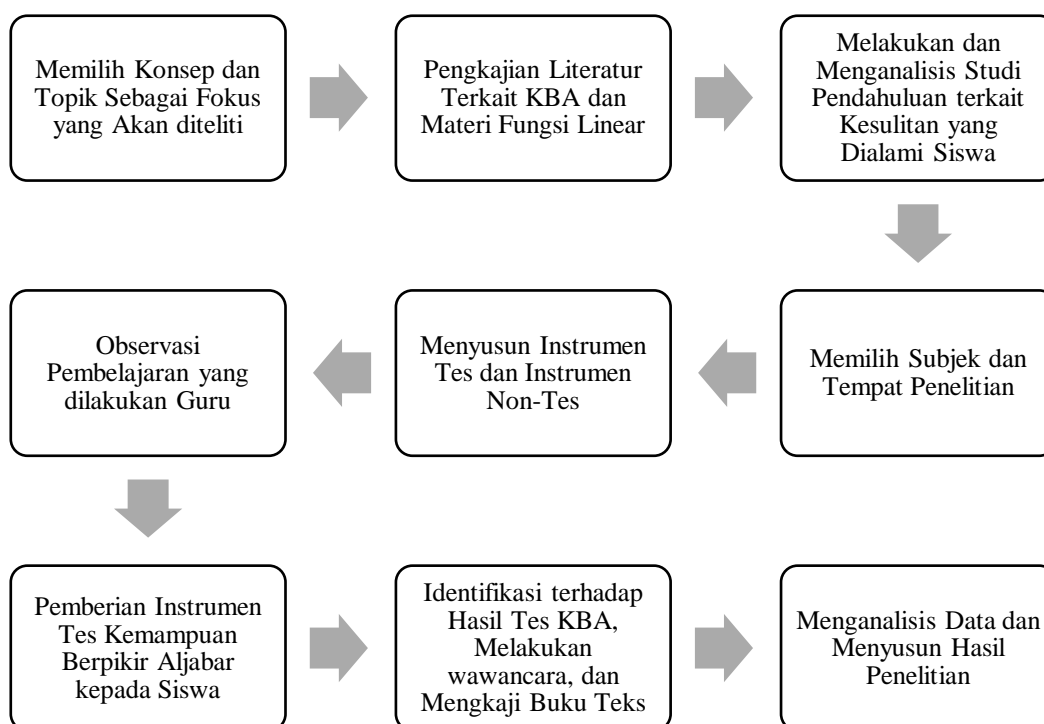 Memilih Konsep dan
Topik Sebagai Fokus
yang Akan diteliti
Pengkajian Literatur
Terkait KBA dan
Materi Fungsi Linear
Melakukan dan
Menganalisis Studi
Pendahuluan terkait
Kesulitan yang
Dialami Siswa
Memilih Subjek dan
Tempat Penelitian
Menyusun Instrumen
Tes dan Instrumen
Non-Tes
Observasi
Pembelajaran yang
dilakukan Guru
Pemberian Instrumen
Tes Kemampuan
Berpikir Aljabar
kepada Siswa
Identifikasi terhadap
Hasil Tes KBA,
Melakukan
wawancara, dan
Mengkaji Buku Teks
Menganalisis Data dan
Menyusun Hasil
Penelitian